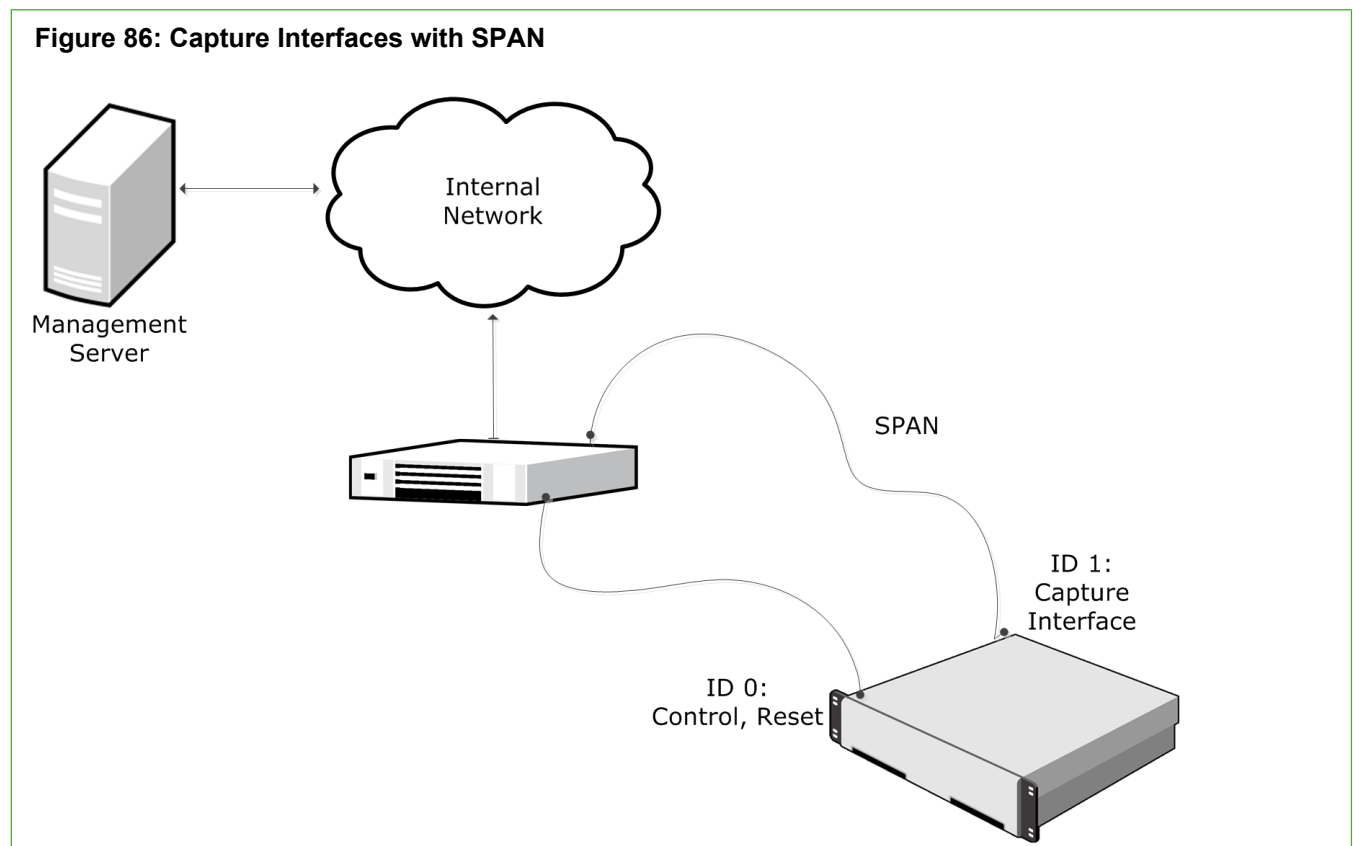 Figure 86: Capture Interfaces with SPAN
Internal
Network
Management
Server
SPAN
ID 1:
Capture
Interface
ID 0:
Control, Reset